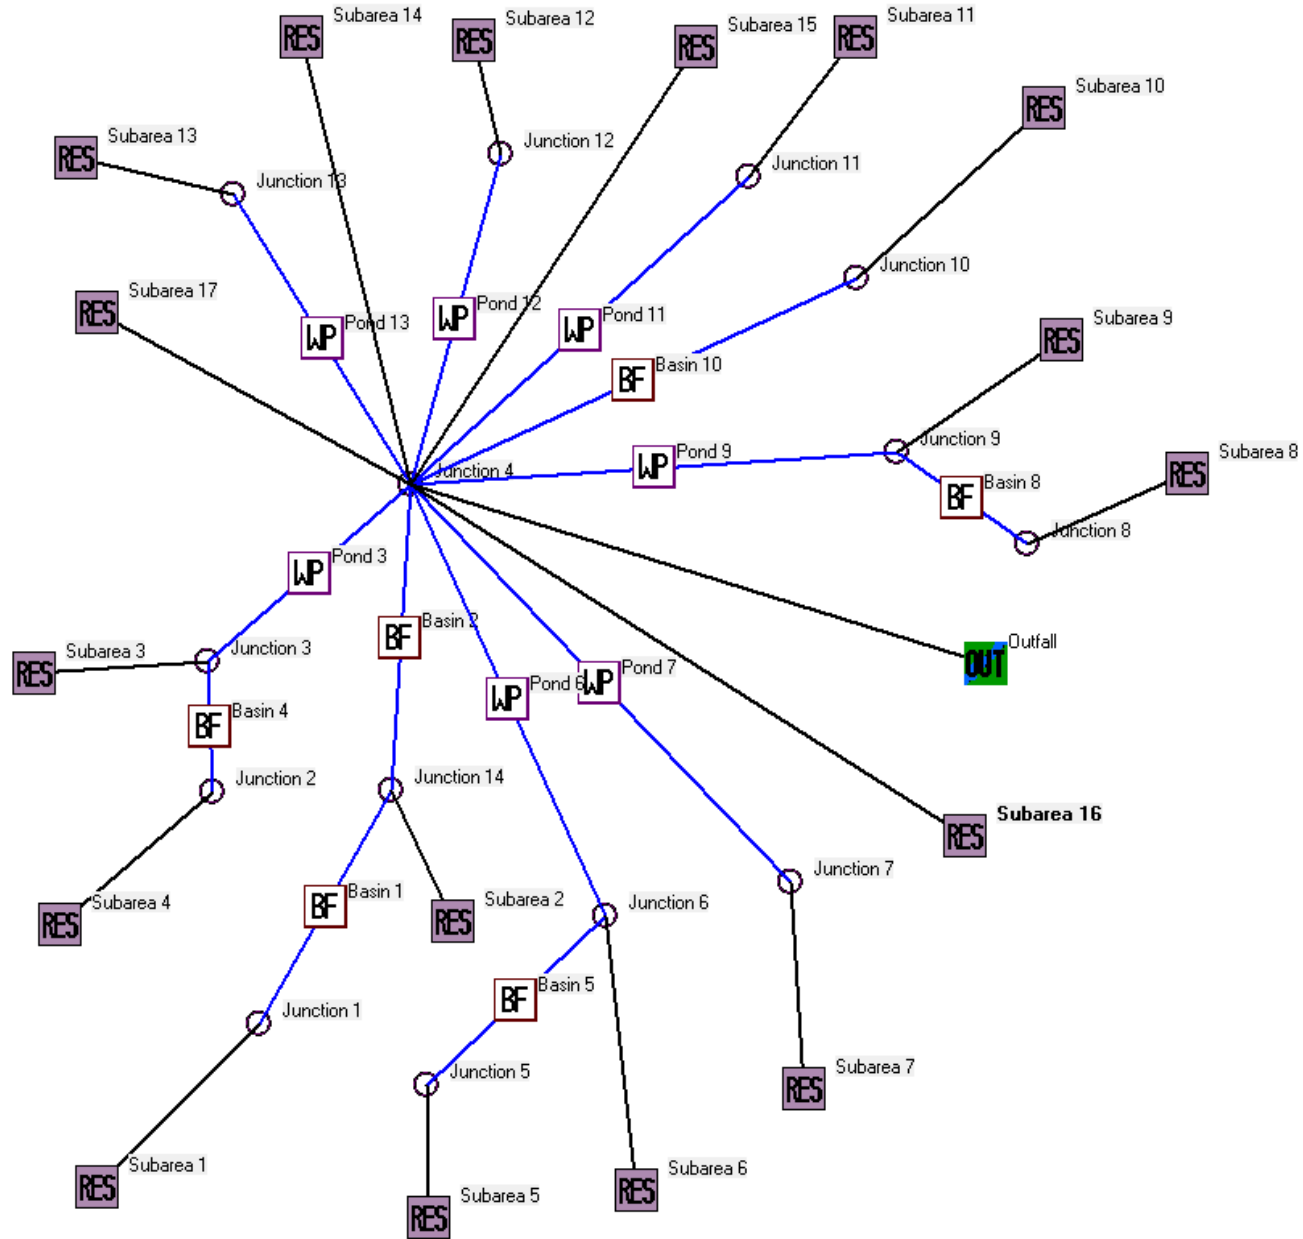 RES Subarea 14
RES Subarea 12
RES Subarea 15
RES Subarea 11
RES Subarea 10
RES Subarea 13
Junction 13
Junction 12
Junction 11
Junction 10
RES Subarea 17
WP Pond 13
WP Pond 12
WP Pond 11
BF Basin 10
RES Subarea 9
Junction 4
WP Pond 9
Junction 9
BF Basin 8
RES Subarea 8
Junction 8
WP Pond 3
BF Basin 2
RES Subarea 3
Junction 3
WP Pond 6
WP Pond 7
OUT Outfall
BF Basin 4
Junction 2
Junction 14
RES Subarea 16
RES Subarea 4
BF Basin 1
RES Subarea 2
Junction 6
Junction 7
BF Basin 5
Junction 1
Junction 5
RES Subarea 7
RES Subarea 1
RES Subarea 5
RES Subarea 6